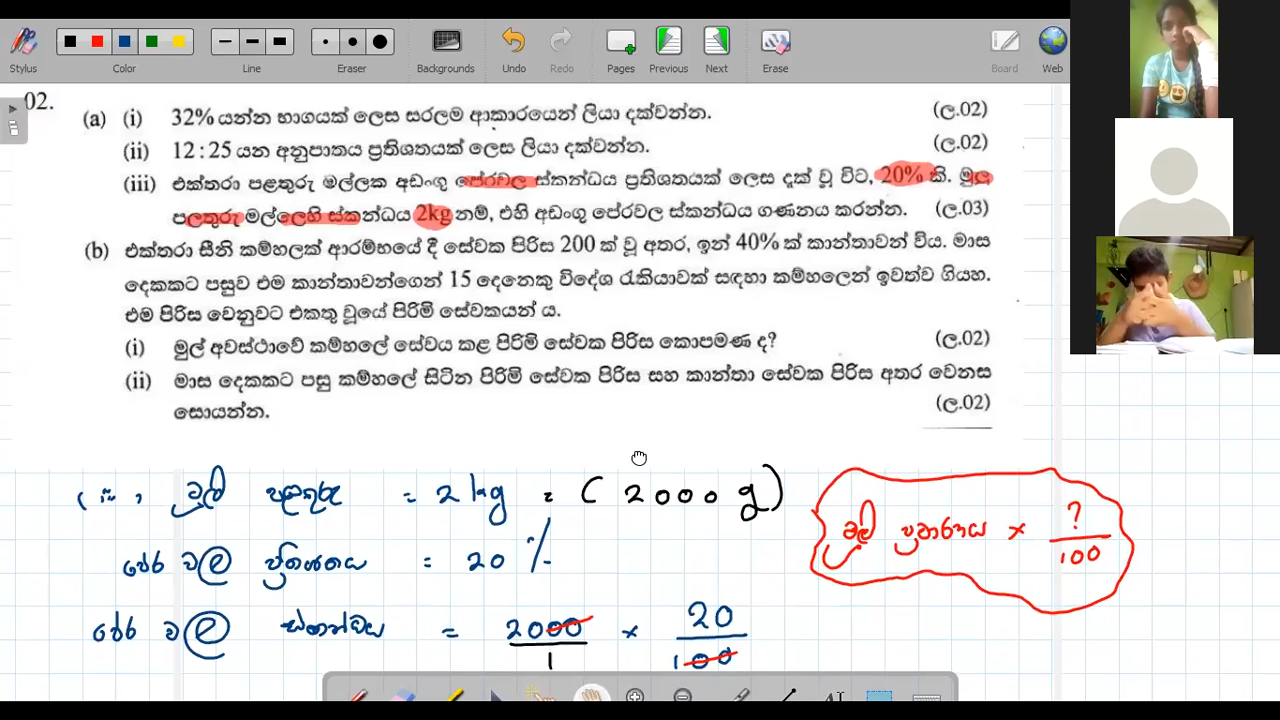 Stylus Color Line Eraser Backgrounds Undo Redo Pages Previous Next Erase Board Web
02.
(a) (i) 32% යන්න භාගයක් ලෙස සරලම ආකාරයෙන් ලියා දක්වන්න. (ල.02)
(ii) 12 : 25 යන අනුපාතය ප්‍රතිශතයක් ලෙස ලියා දක්වන්න. (ල.02)
(iii) එක්තරා පළතුරු මල්ලක අඩංගු පේරවල ස්කන්ධය ප්‍රතිශතයක් ලෙස දැක් වූ විට, 20% කි. මුලු
පලතුරු මල්ලෙහි ස්කන්ධය 2kg නම්, එහි අඩංගු පේරවල ස්කන්ධය ගණනය කරන්න. (ල.03)
(b) එක්තරා සීනි කම්හලක් ආරම්භයේ දී සේවක පිරිස 200 ක් වූ අතර, ඉන් 40% ක් කාන්තාවන් විය. මාස
දෙකකට පසුව එම කාන්තාවන්ගෙන් 15 දෙනෙකු විදේශ රැකියාවක් සඳහා කම්හලෙන් ඉවත්ව ගියහ.
එම පිරිස වෙනුවට එකතු වූයේ පිරිමි සේවකයන් ය.
(i) මුල් අවස්ථාවේ කම්හලේ සේවය කළ පිරිමි සේවක පිරිස කොපමණ ද? (ල.02)
(ii) මාස දෙකකට පසු කම්හලේ සිටින පිරිමි සේවක පිරිස සහ කාන්තා සේවක පිරිස අතර වෙනස
සොයන්න. (ල.02)
මුලු පළතුරු = 2 kg = (2000 g)
පේර වල ප්‍රතිශතය = 20 %
පේර වල ස්කන්ධය = 2000/1 × 20/100
මුලු ප්‍රමාණය × ?/100